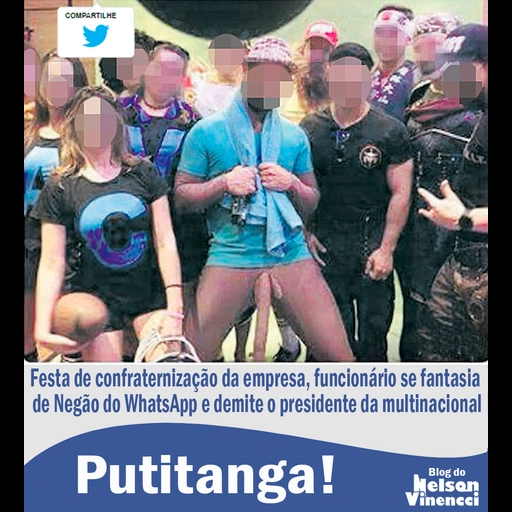 COMPARTILHE
A
C
Festa de confraternização da empresa, funcionário se fantasia
de Negão do WhatsApp e demite o presidente da multinacional
Putitanga!
Blog do
Nelson
Vinencci